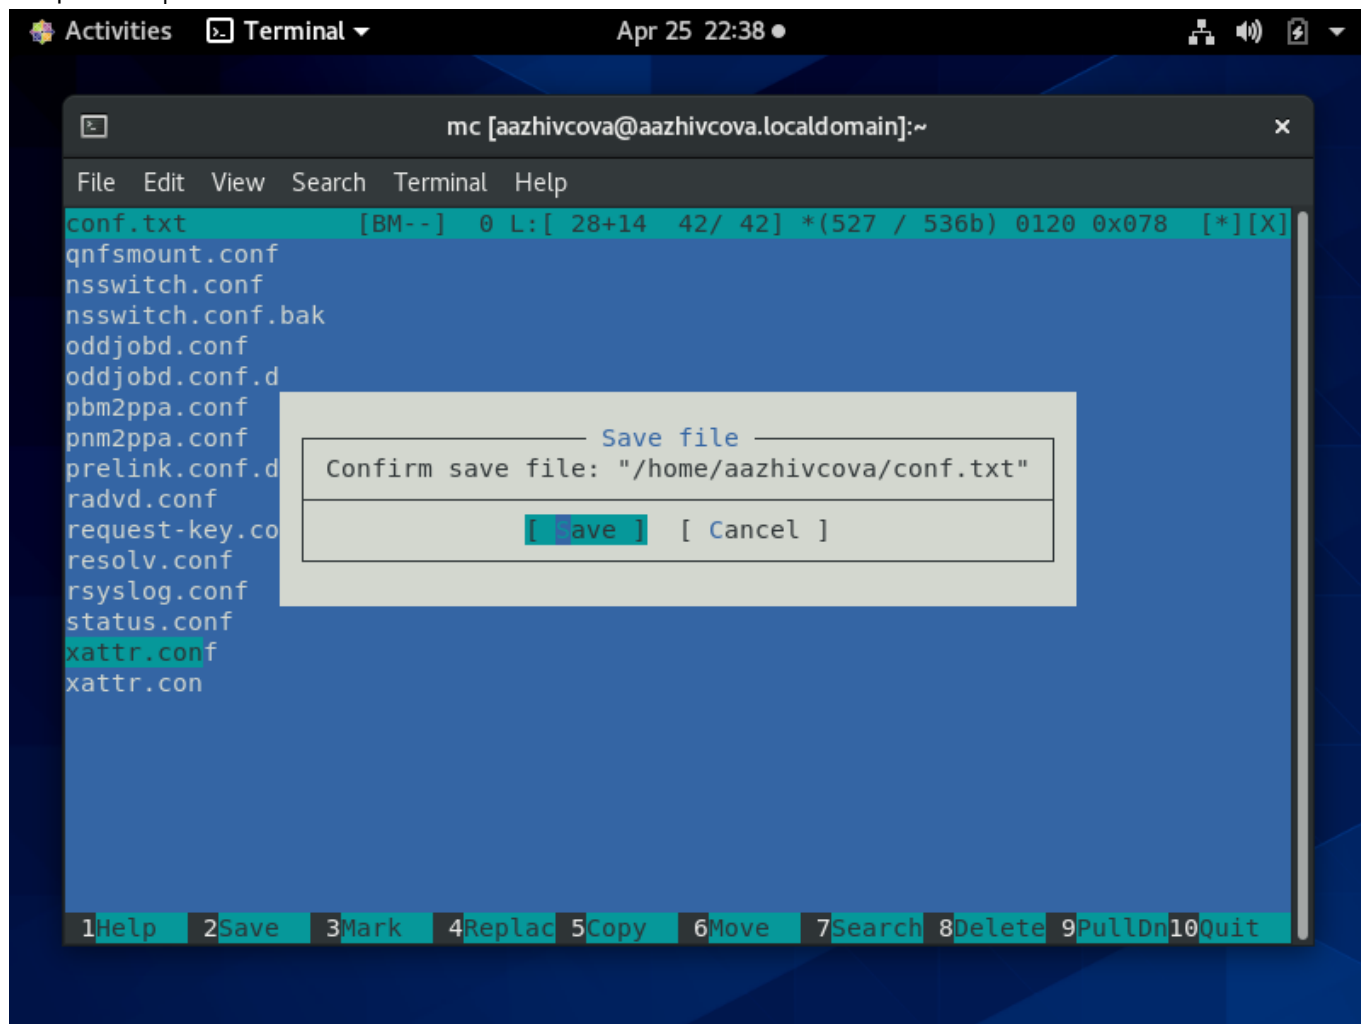 Activities Terminal Apr 25 22:38
mc [aazhivcova@aazhivcova.localdomain]:~
File Edit View Search Terminal Help
conf.txt [BM--] 0 L:[ 28+14 42/ 42] *(527 / 536b) 0120 0x078 [*][X]
qnfsmount.conf
nsswitch.conf
nsswitch.conf.bak
oddjobd.conf
oddjobd.conf.d
pbm2ppa.conf
pnm2ppa.conf
prelink.conf.d
radvd.conf
request-key.co
resolv.conf
rsyslog.conf
status.conf
xattr.conf
xattr.con
Save file
Confirm save file: "/home/aazhivcova/conf.txt"
[ Save ] [ Cancel ]
1Help 2Save 3Mark 4Replac 5Copy 6Move 7Search 8Delete 9PullDn 10Quit